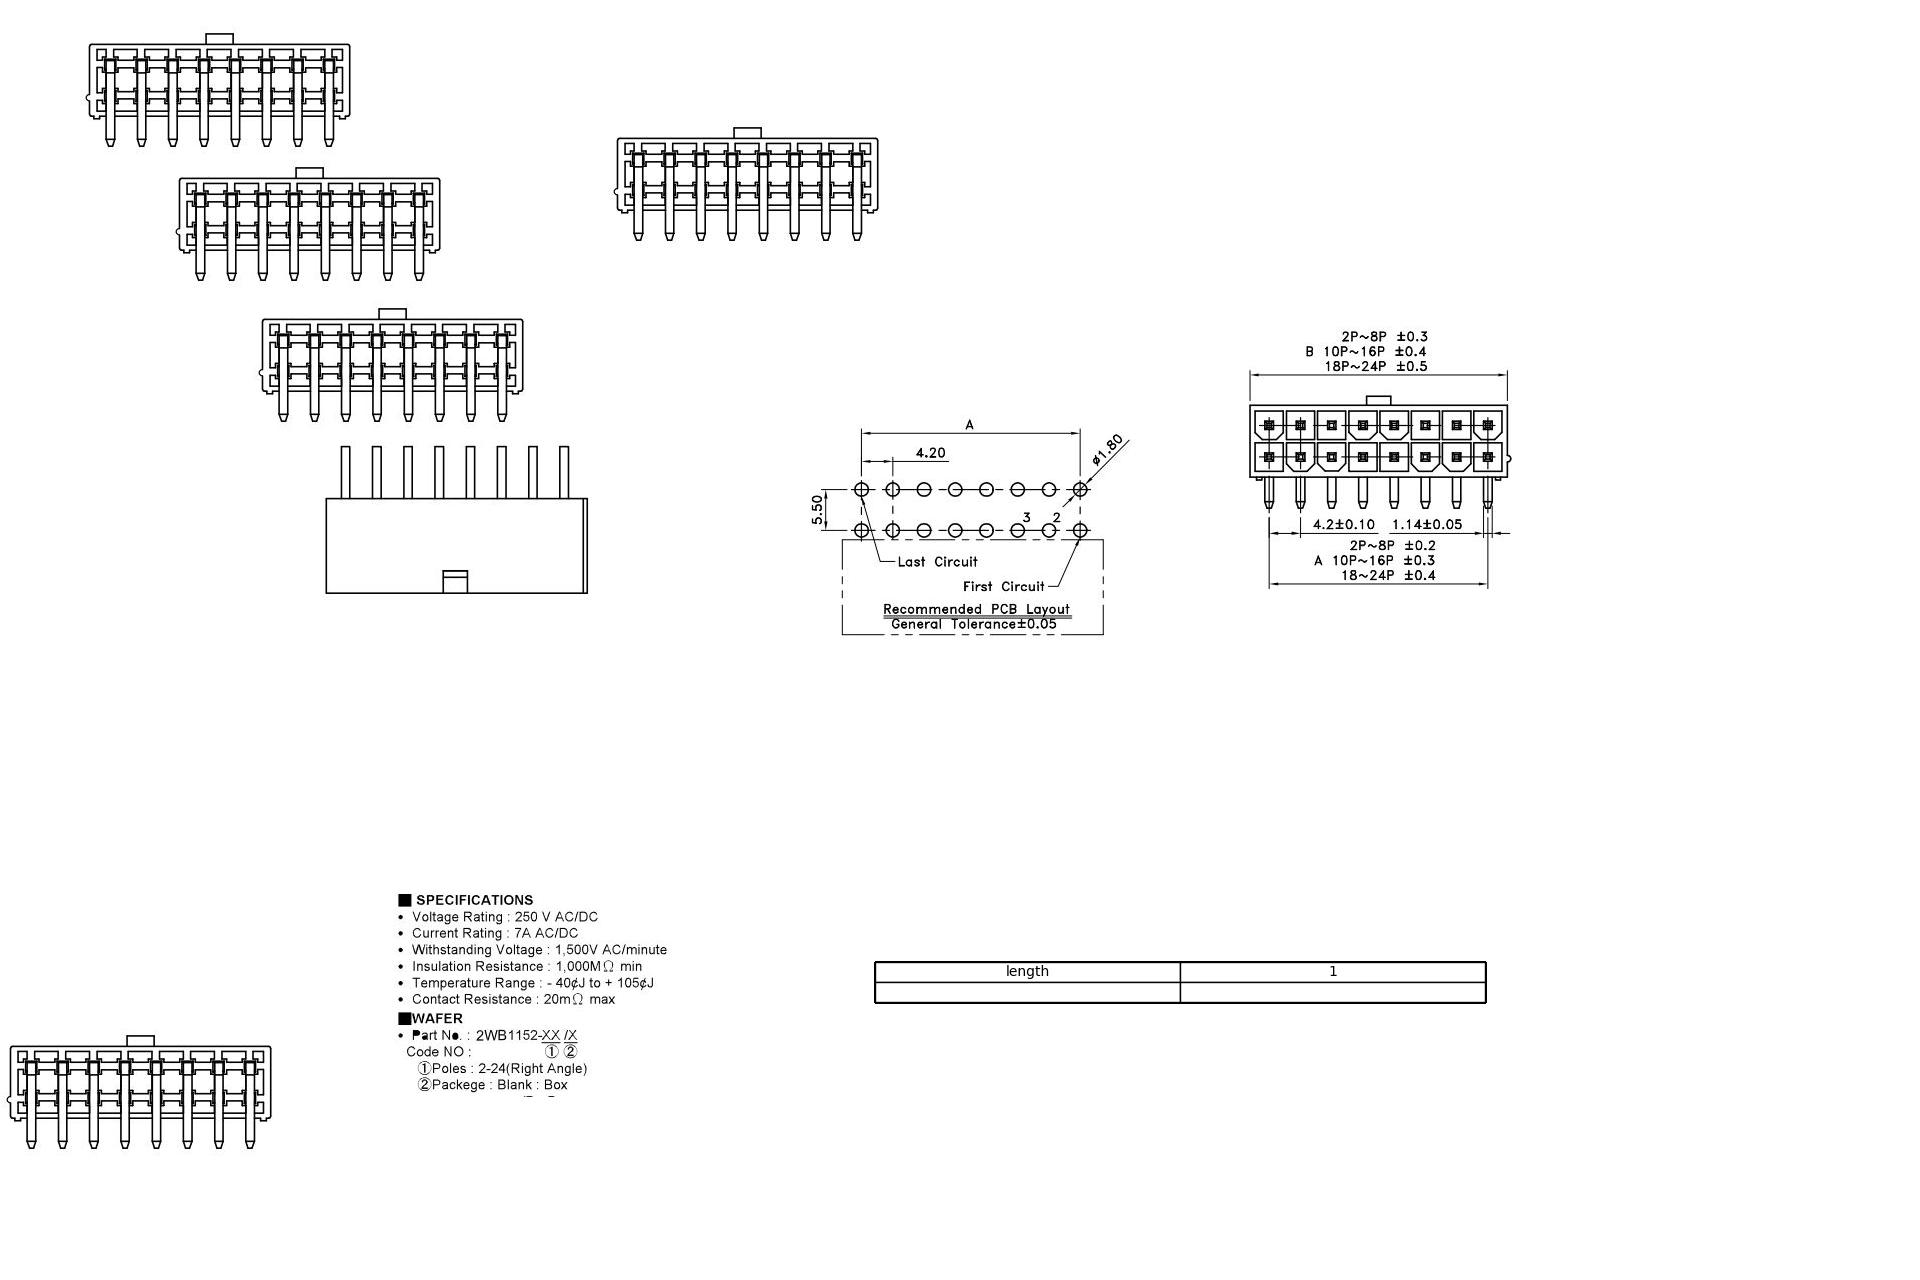 2P~8P ±0.3
B 10P~16P ±0.4
18P~24P ±0.5
A
4.20
ø1.80
5.50
3 2
Last Circuit
First Circuit
Recommended PCB Layout
General Tolerance±0.05
4.2±0.10 1.14±0.05
2P~8P ±0.2
A 10P~16P ±0.3
18~24P ±0.4
■ SPECIFICATIONS
• Voltage Rating : 250 V AC/DC
• Current Rating : 7A AC/DC
• Withstanding Voltage : 1,500V AC/minute
• Insulation Resistance : 1,000MΩ min
• Temperature Range : - 40¢J to + 105¢J
• Contact Resistance : 20mΩ max
■WAFER
• Part No. : 2WB1152-XX /X
Code NO : ① ②
①Poles : 2-24(Right Angle)
②Packege : Blank : Box
length 1